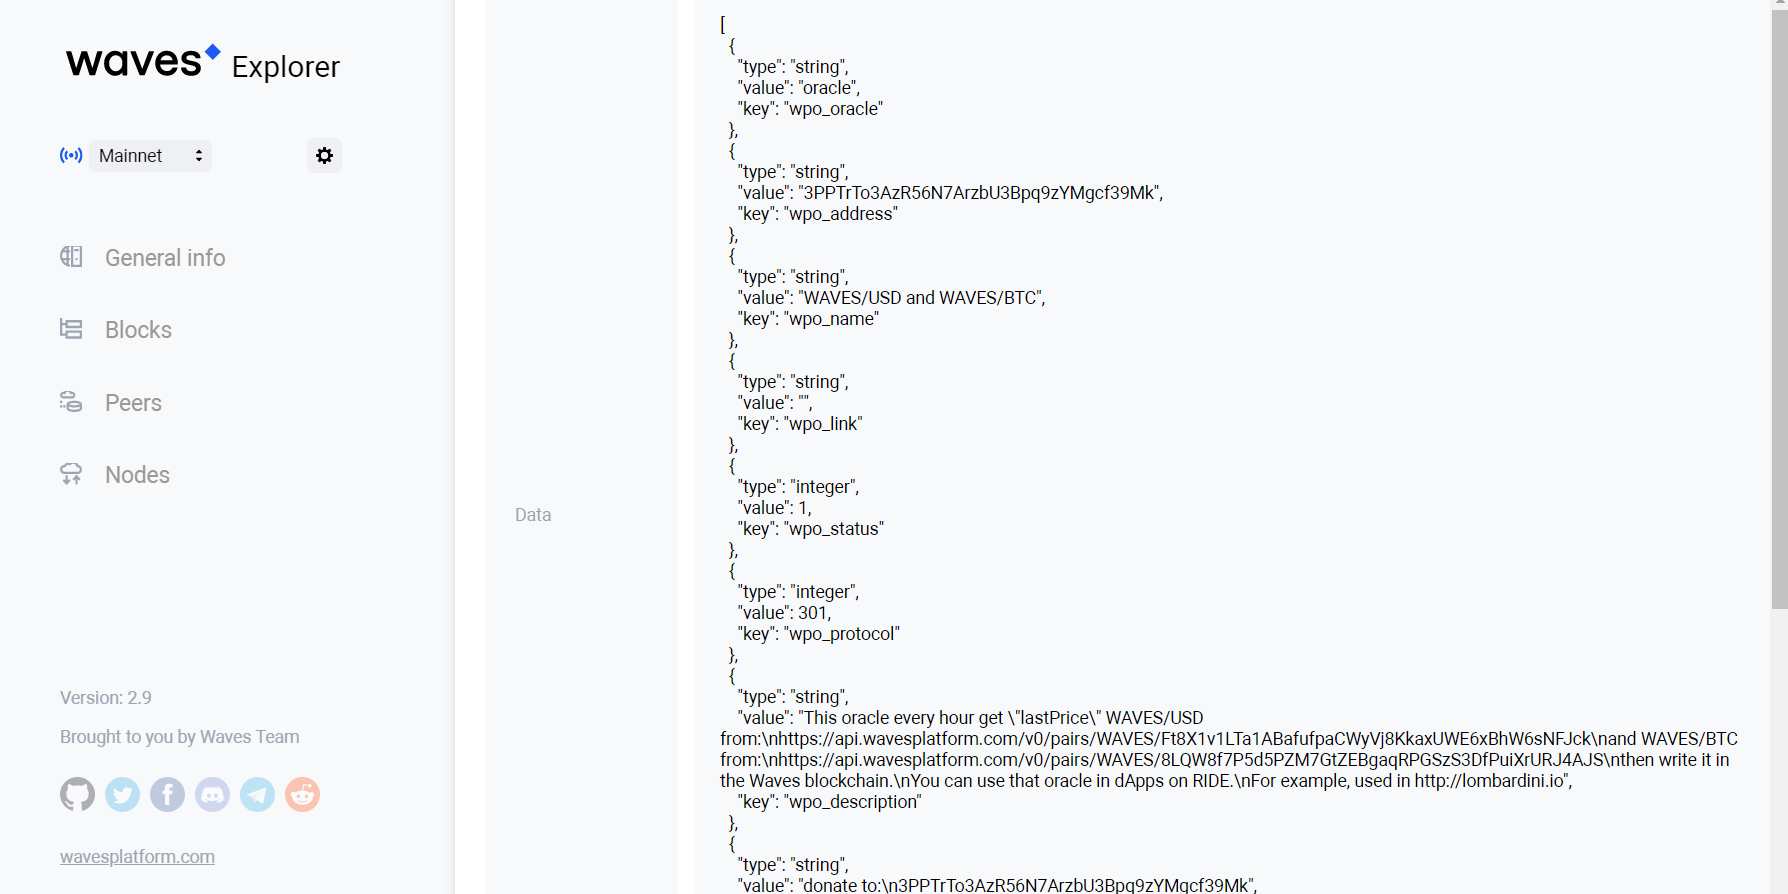 waves Explorer
Mainnet
General info
Blocks
Peers
Nodes
Version: 2.9
Brought to you by Waves Team
wavesplatform.com
Data
[
{
"type": "string",
"value": "oracle",
"key": "wpo_oracle"
},
{
"type": "string",
"value": "3PPTrTo3AzR56N7ArzbU3Bpq9zYMgcf39Mk",
"key": "wpo_address"
},
{
"type": "string",
"value": "WAVES/USD and WAVES/BTC",
"key": "wpo_name"
},
{
"type": "string",
"value": "",
"key": "wpo_link"
},
{
"type": "integer",
"value": 1,
"key": "wpo_status"
},
{
"type": "integer",
"value": 301,
"key": "wpo_protocol"
},
{
"type": "string",
"value": "This oracle every hour get \"lastPrice\" WAVES/USD
from:\nhttps://api.wavesplatform.com/v0/pairs/WAVES/Ft8X1v1LTa1ABafufpaCWyVj8KkaxUWE6xBhW6sNFJck\nand WAVES/BTC
from:\nhttps://api.wavesplatform.com/v0/pairs/WAVES/8LQW8f7P5d5PZM7GtZEBgaqRPGSzS3DfPuiXrURJ4AJS\nthen write it in
the Waves blockchain.\nYou can use that oracle in dApps on RIDE.\nFor example, used in http://lombardini.io",
"key": "wpo_description"
},
{
"type": "string",
"value": "donate to:\n3PPTrTo3AzR56N7ArzbU3Bpq9zYMgcf39Mk",